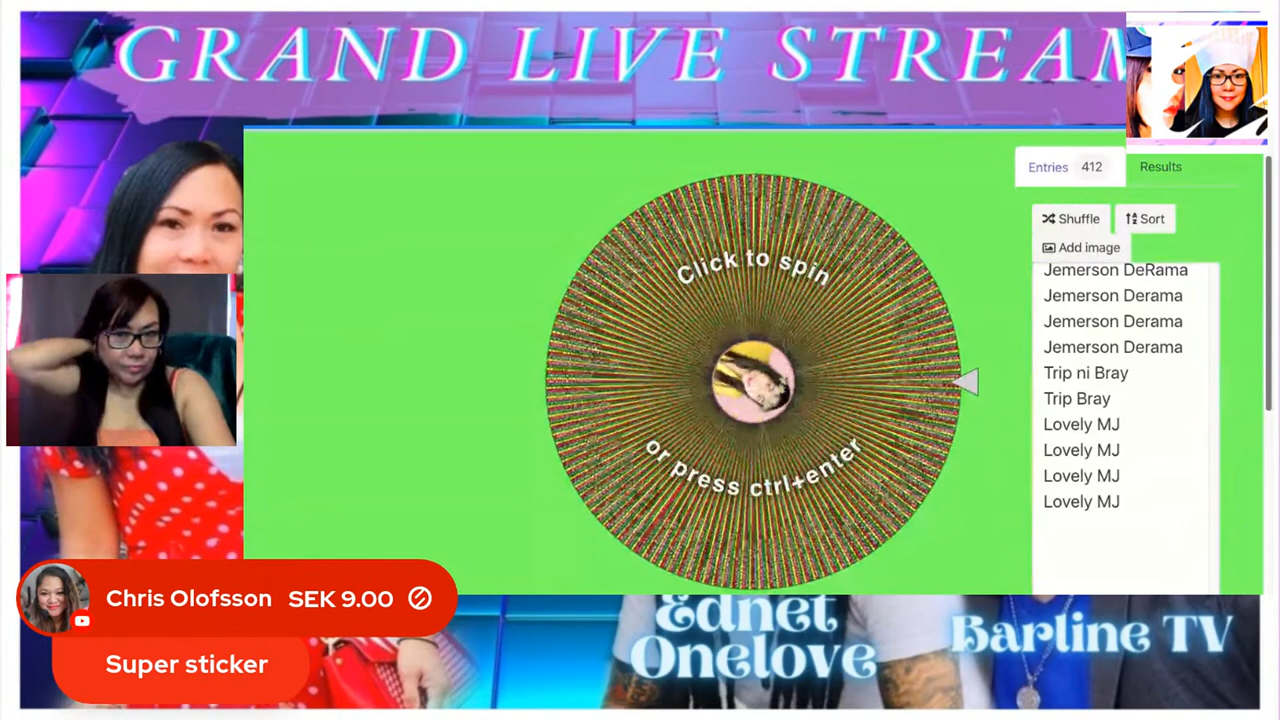 GRAND LIVE STREAM
Entries 412
Results
Shuffle
Sort
Add image
Click to spin
or press ctrl+enter
Jemerson DeRama
Jemerson Derama
Jemerson Derama
Jemerson Derama
Trip ni Bray
Trip Bray
Lovely MJ
Lovely MJ
Lovely MJ
Lovely MJ
Chris Olofsson SEK 9.00
Super sticker
Ednet
Onelove
Barline TV